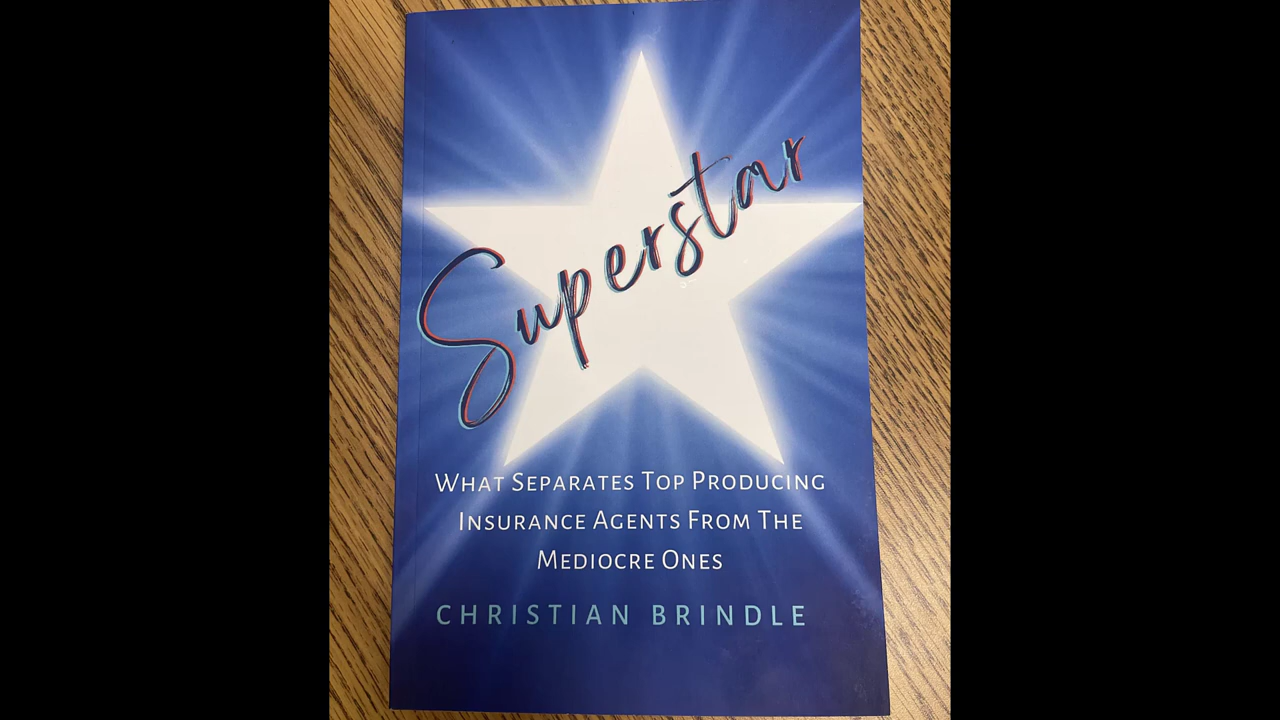 Superstar
What Separates Top Producing
Insurance Agents From The
Mediocre Ones
CHRISTIAN BRINDLE